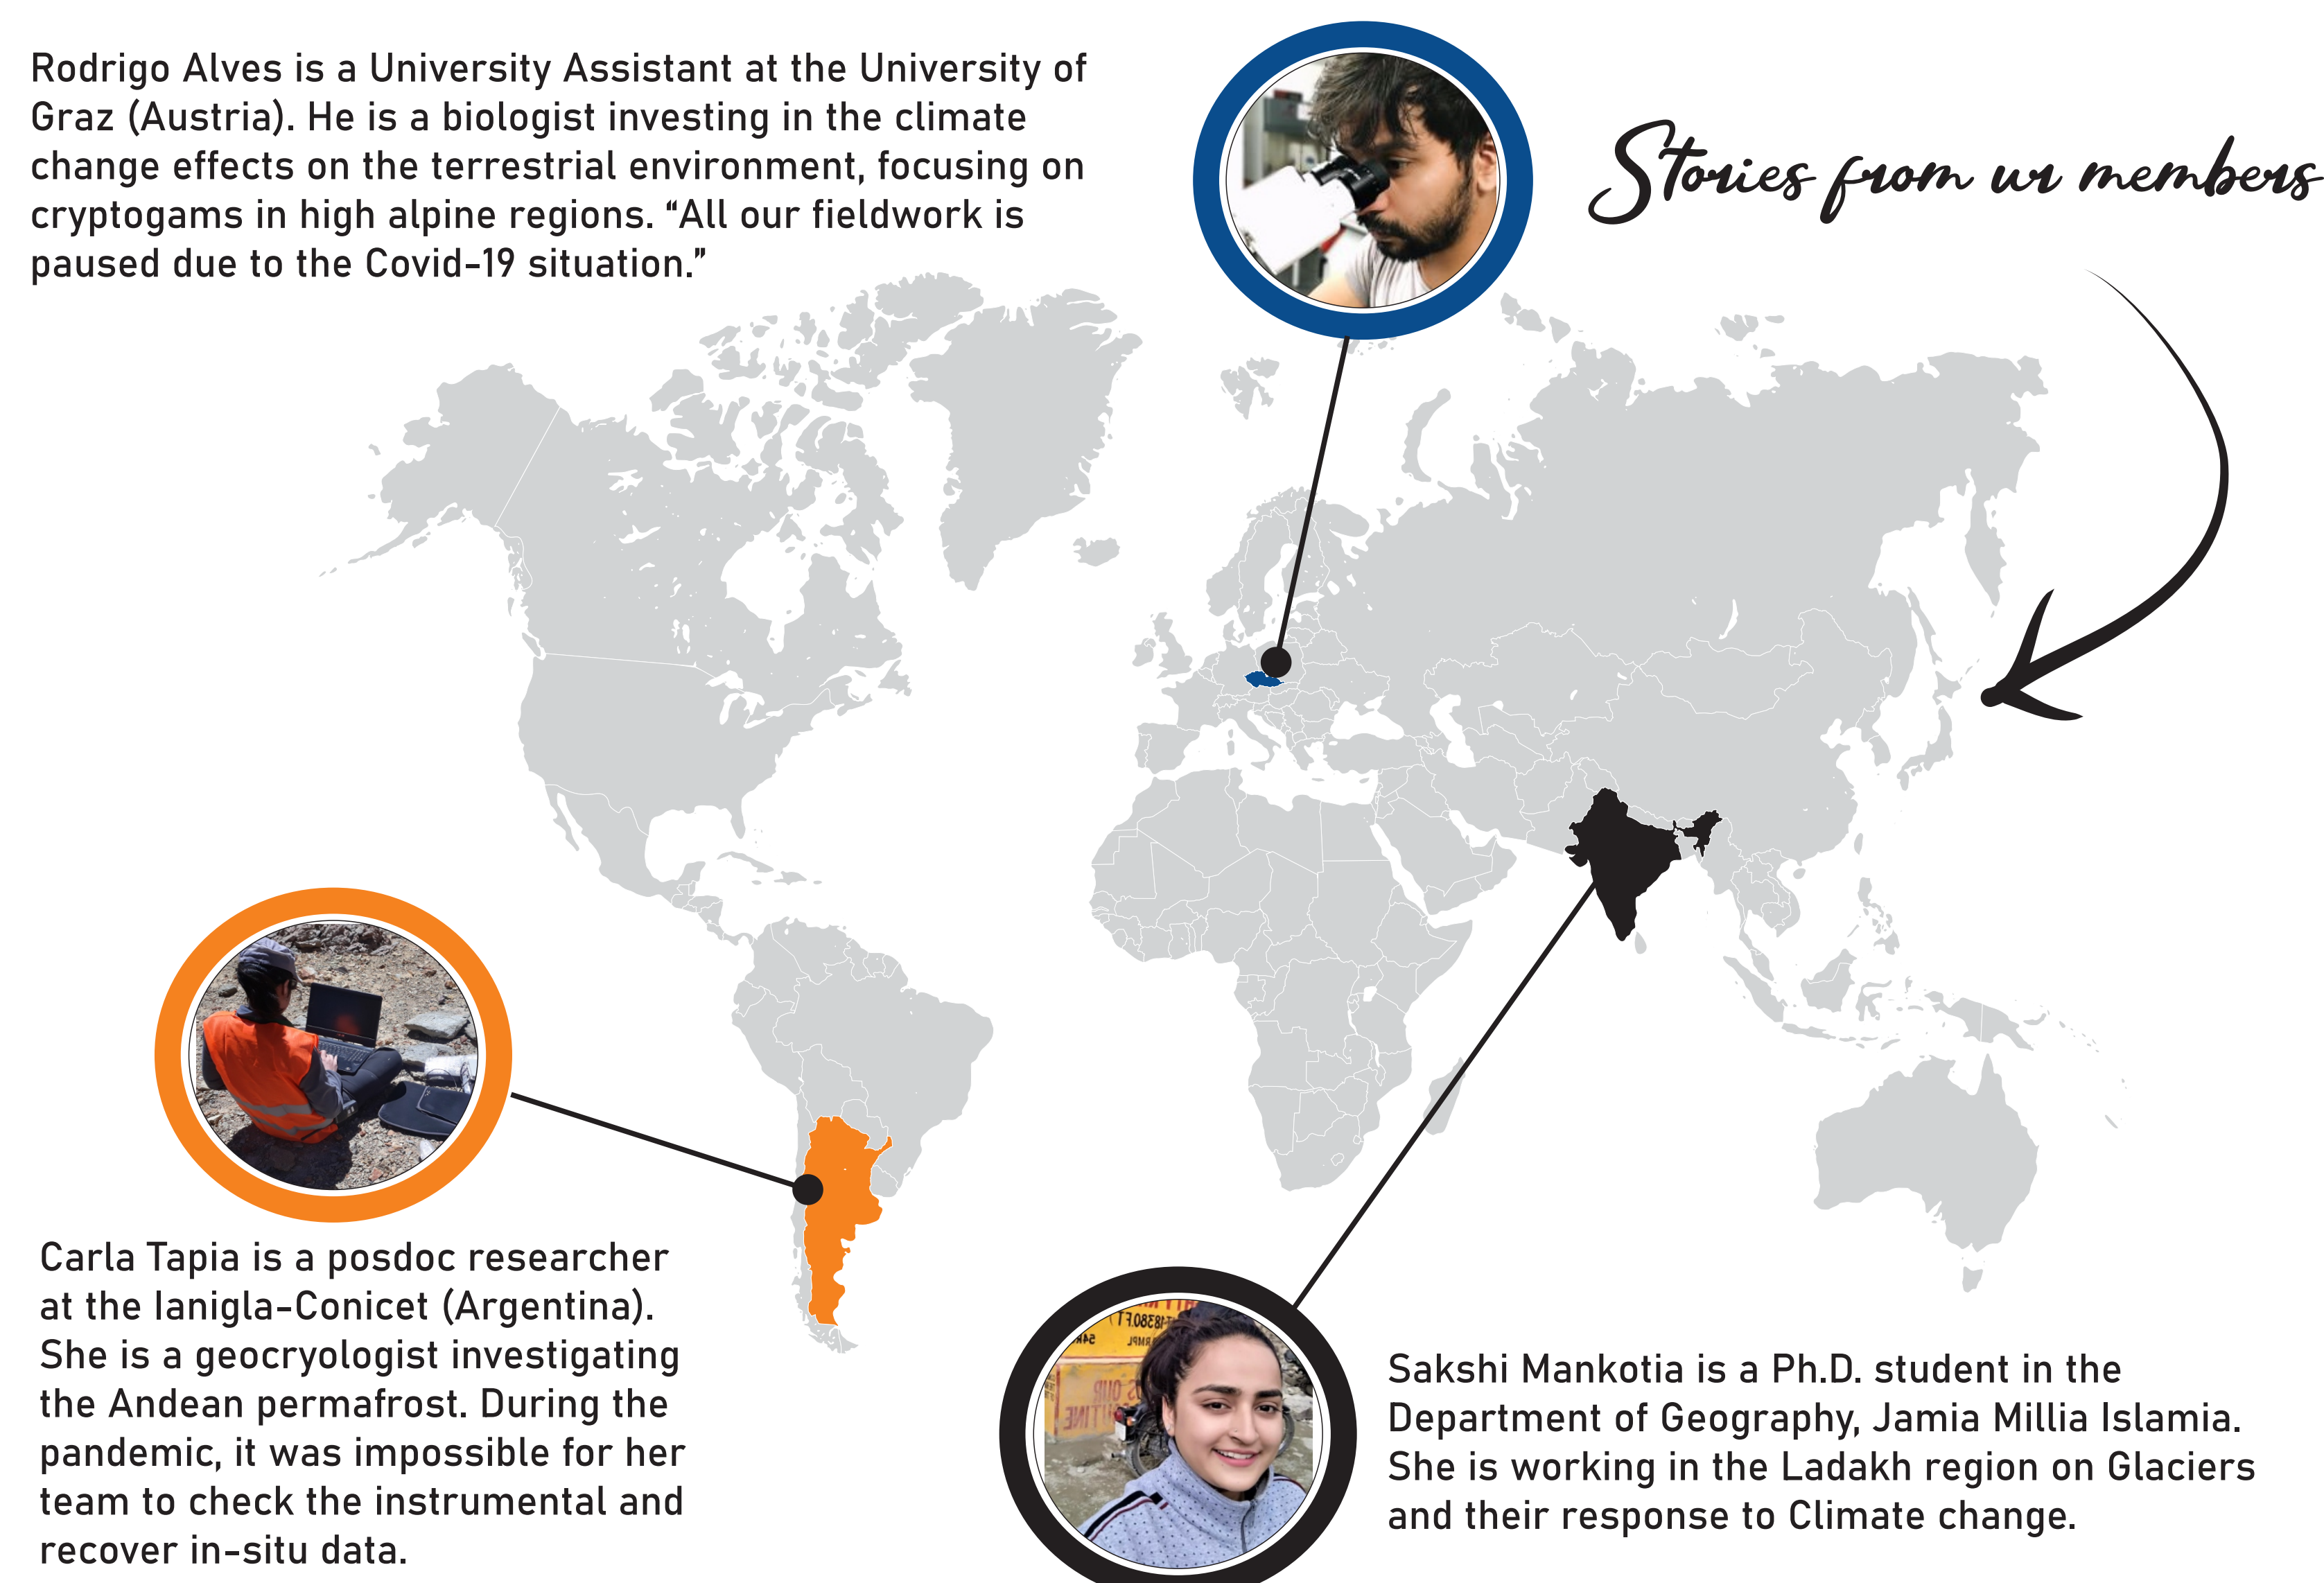 Rodrigo Alves is a University Assistant at the University of
Graz (Austria). He is a biologist investing in the climate
change effects on the terrestrial environment, focusing on
cryptogams in high alpine regions. “All our fieldwork is
paused due to the Covid-19 situation.”
Stories from ur members
Carla Tapia is a posdoc researcher
at the Ianigla-Conicet (Argentina).
She is a geocryologist investigating
the Andean permafrost. During the
pandemic, it was impossible for her
team to check the instrumental and
recover in-situ data.
18380FT
Sakshi Mankotia is a Ph.D. student in the
Department of Geography, Jamia Millia Islamia.
She is working in the Ladakh region on Glaciers
and their response to Climate change.